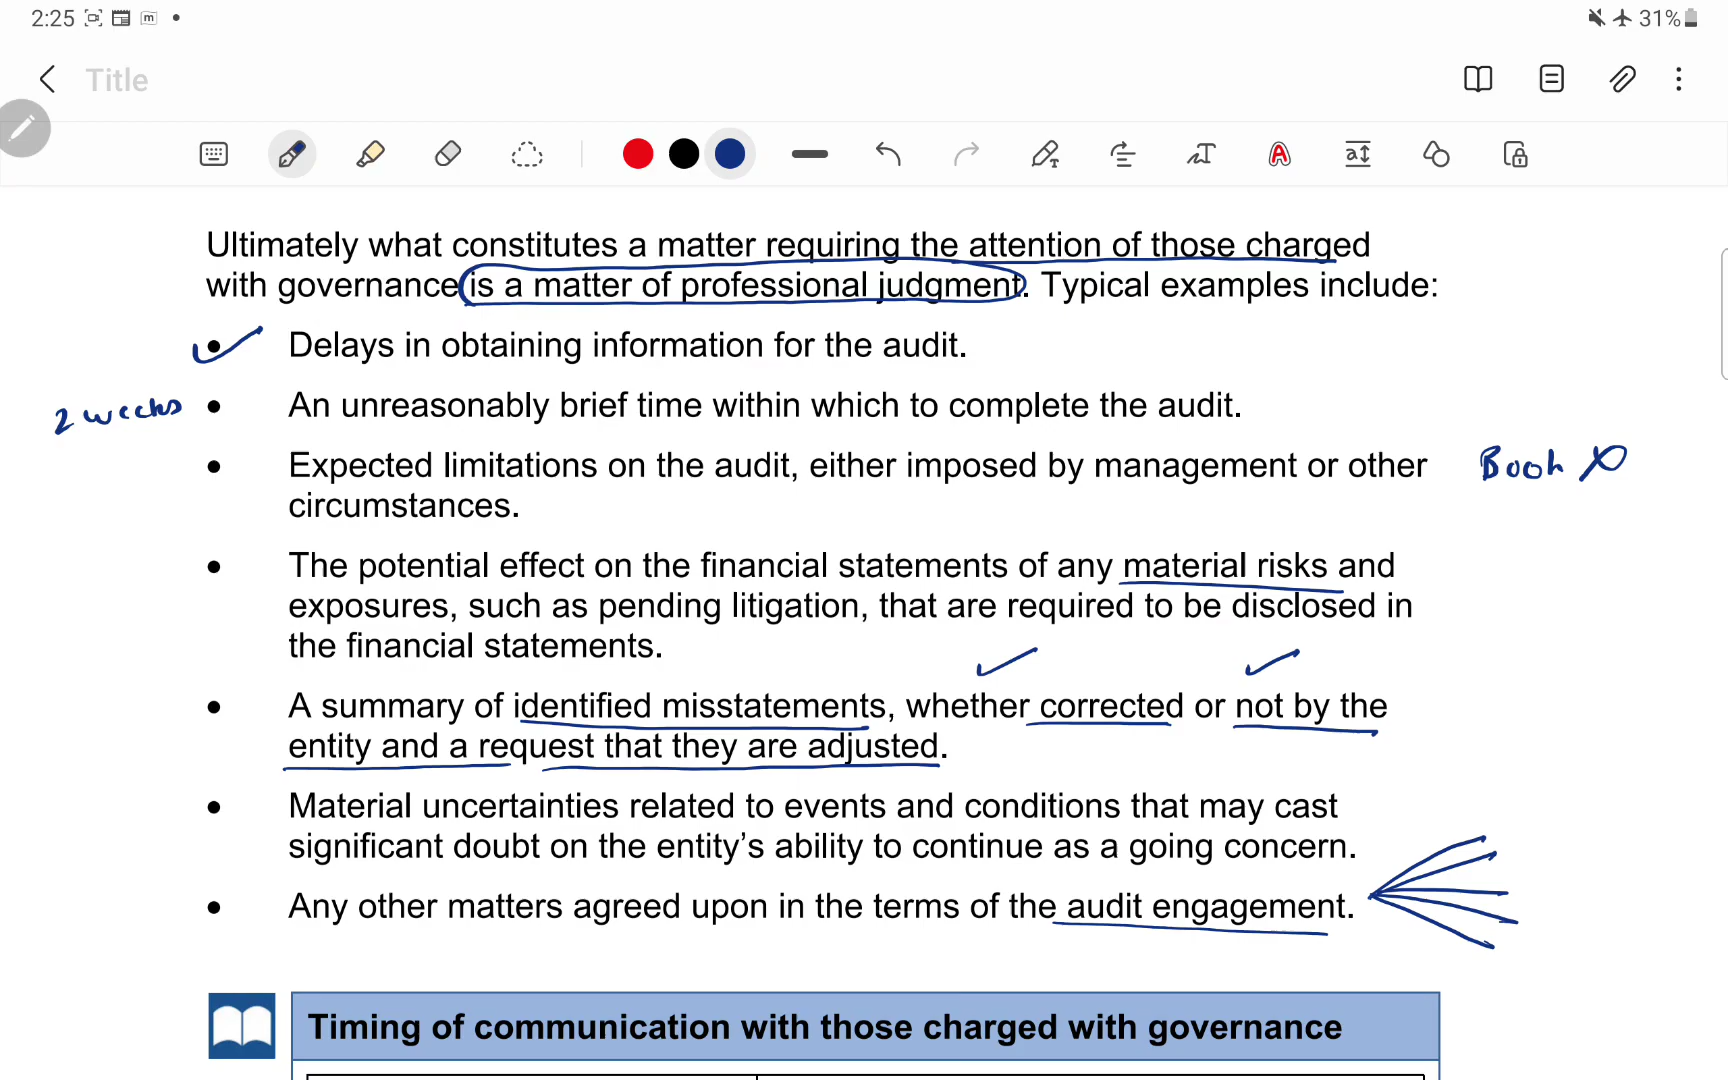 2:25
31%
Title
Ultimately what constitutes a matter requiring the attention of those charged
with governance is a matter of professional judgment. Typical examples include:
• Delays in obtaining information for the audit.
2 weeks
• An unreasonably brief time within which to complete the audit.
• Expected limitations on the audit, either imposed by management or other
Book X
circumstances.
• The potential effect on the financial statements of any material risks and
exposures, such as pending litigation, that are required to be disclosed in
the financial statements.
• A summary of identified misstatements, whether corrected or not by the
entity and a request that they are adjusted.
• Material uncertainties related to events and conditions that may cast
significant doubt on the entity’s ability to continue as a going concern.
• Any other matters agreed upon in the terms of the audit engagement.
Timing of communication with those charged with governance